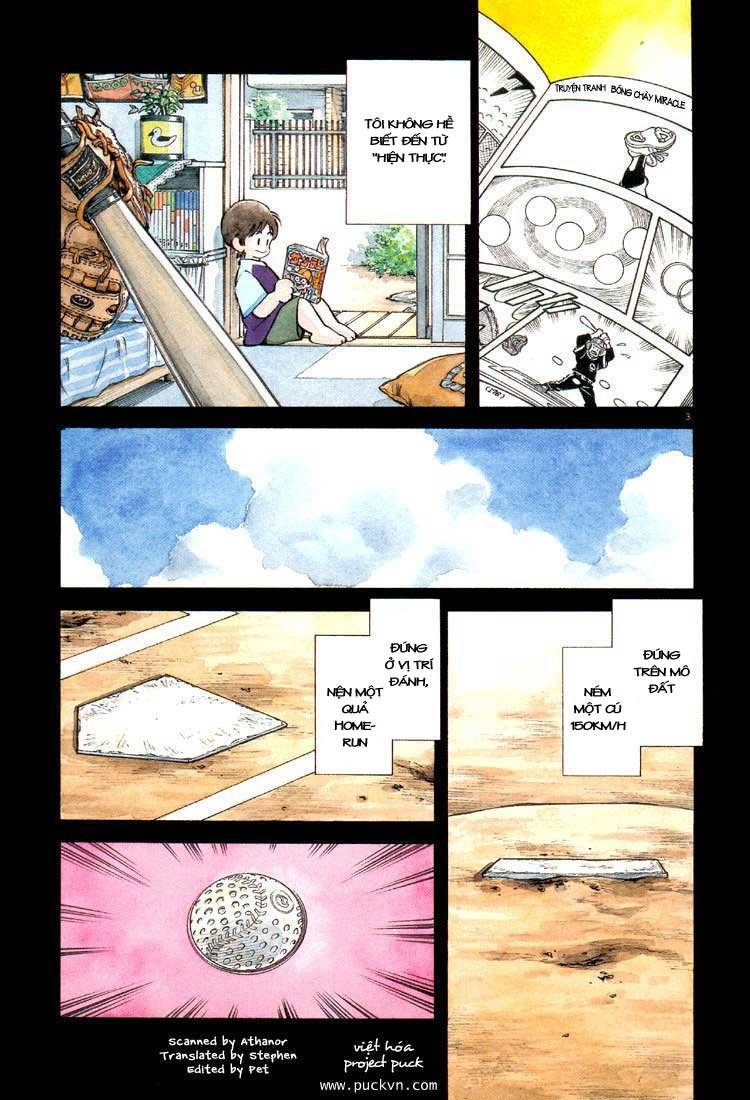 TRUYỆN TRANH BÓNG CHÀY MIRACLE
(270)
3
TÔI KHÔNG HỀ
BIẾT ĐẾN TỪ
"HIỆN THỰC".
ĐỨNG
TRÊN MÔ
ĐẤT
NÉM
MỘT CÚ
150KM/H
ĐỨNG
Ở VỊ TRÍ
ĐÁNH,
NỆN MỘT
QUẢ
HOME-
RUN
Scanned by Athanor
Translated by Stephen
Edited by Pet
việt hóa
project puck
www.puckvn.com